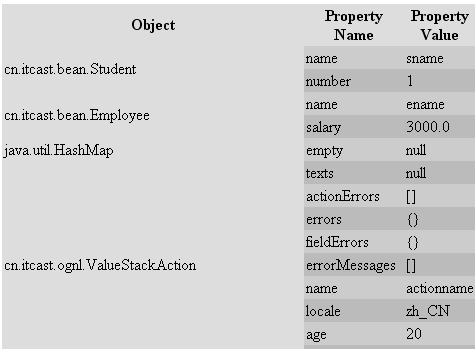 Object Property Name Property Value
cn.itcast.bean.Student name sname
number 1
cn.itcast.bean.Employee name ename
salary 3000.0
java.util.HashMap empty null
cn.itcast.ognl.ValueStackAction texts null
actionErrors []
errors {}
fieldErrors {}
errorMessages []
name actionname
locale zh_CN
age 20